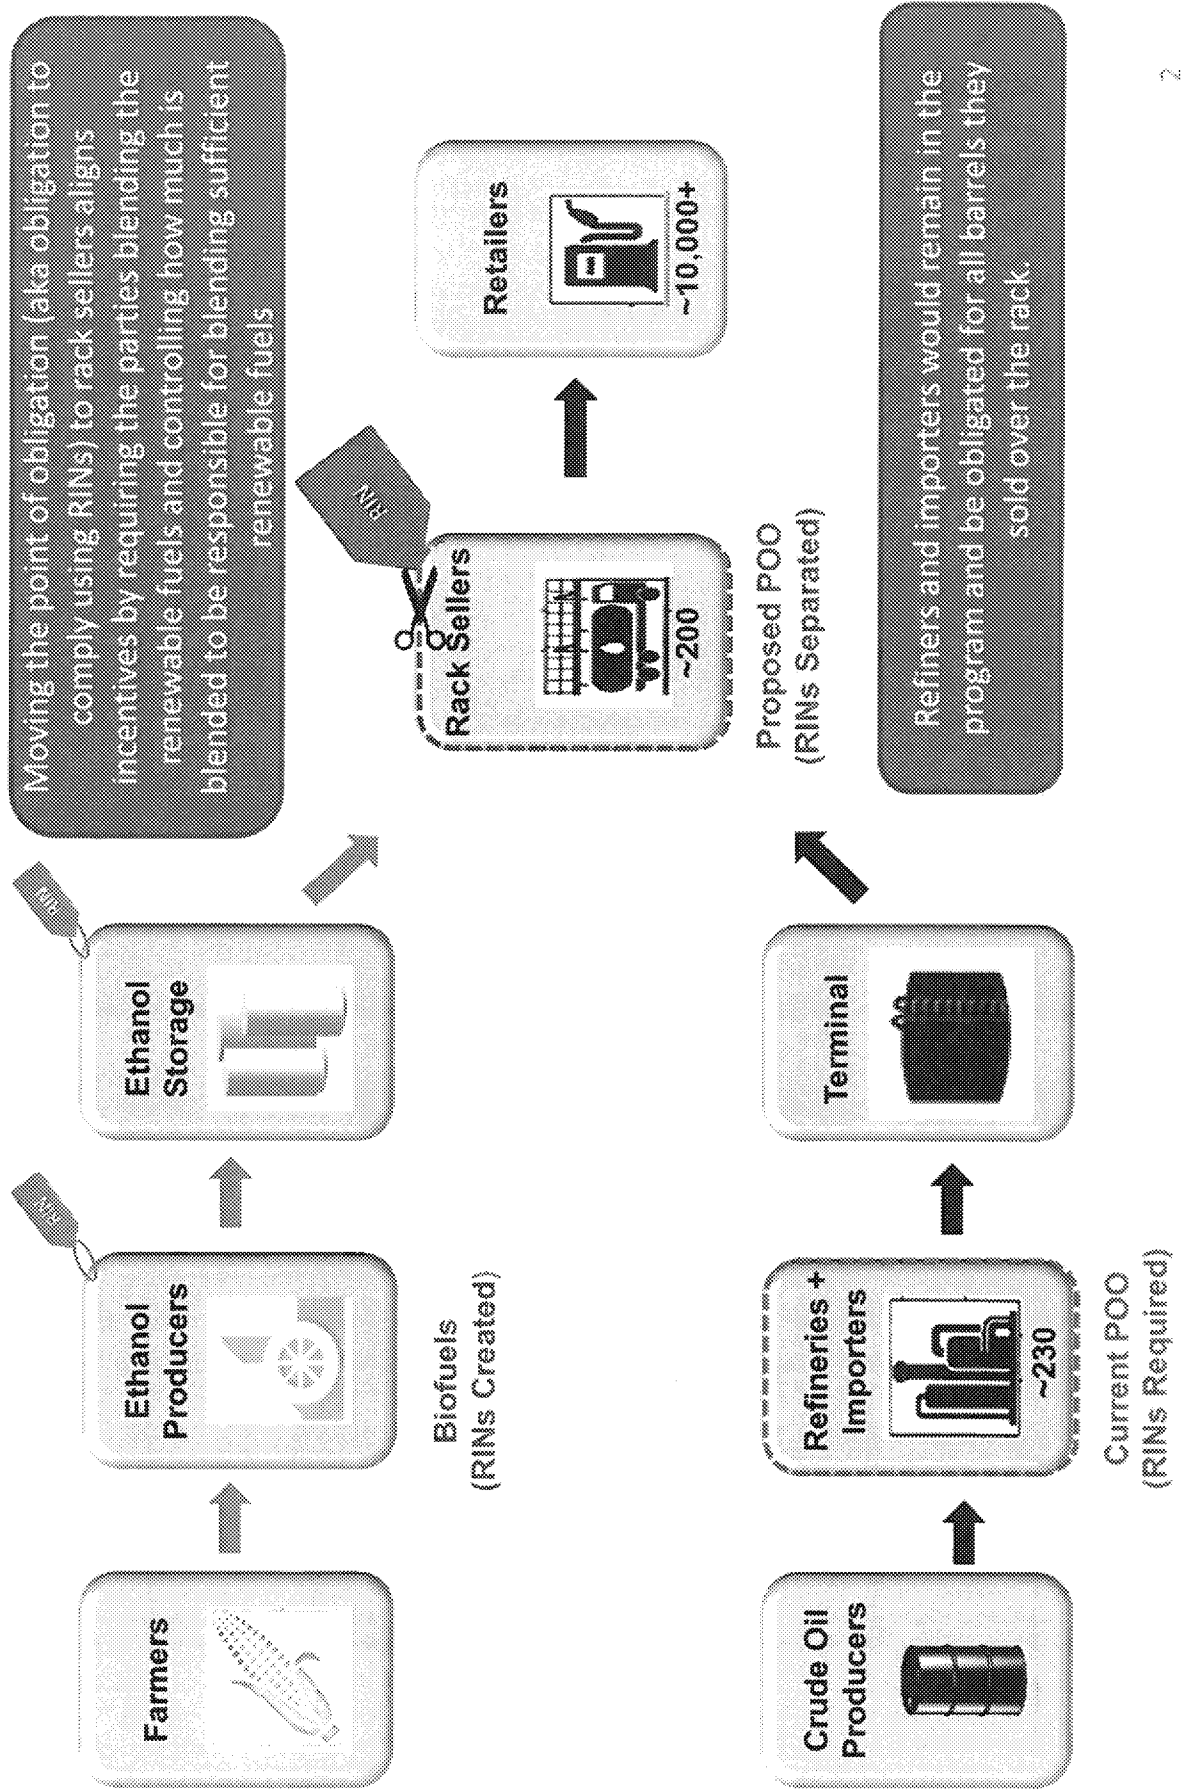 Moving the point of obligation (aka obligation to
comply using RINs) to rack sellers aligns
incentives by requiring the parties blending the
renewable fuels and controlling how much is
blended to be responsible for blending sufficient
renewable fuels
RIN
RIN
Farmers
Ethanol
Producers
Ethanol
Storage
Biofuels
(RINs Created)
RIN
Rack Sellers
~200
Proposed POO
(RINs Separated)
Retailers
~10,000+
Crude Oil
Producers
Refineries +
Importers
~230
Current POO
(RINs Required)
Terminal
Refiners and importers would remain in the
program and be obligated for all barrels they
sold over the rack.
2